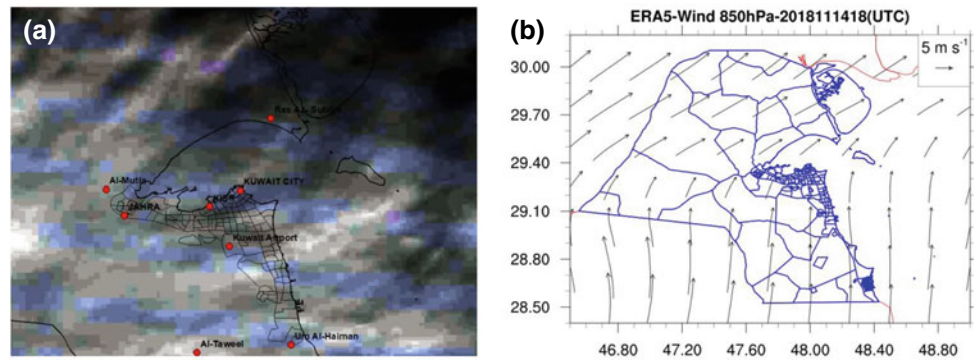 (a)
Ras Al-Subiya
Al-Mutla
KUWAIT CITY
JAHRA
Kuwait Airport
Um Al-Haiman
Al-Taweel
(b)
ERA5-Wind 850hPa-2018111418(UTC)
5 m s⁻¹
30.00
29.70
29.40
29.10
28.80
28.50
46.80 47.20 47.60 48.00 48.40 48.80